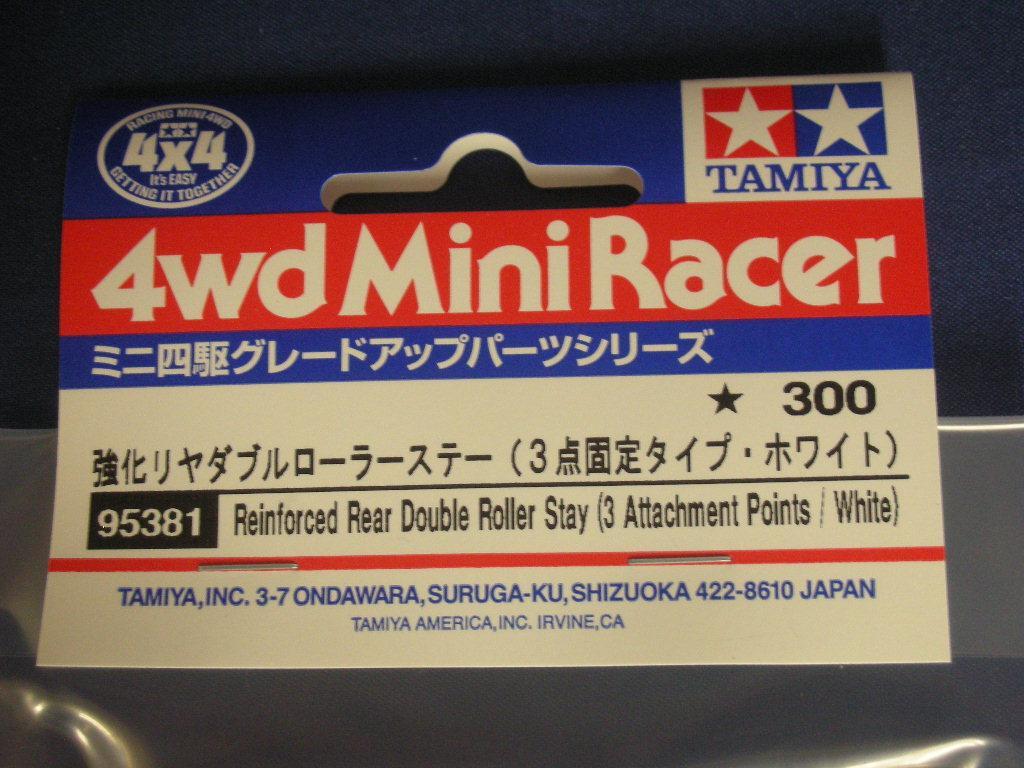 RACING MINI 4WD
4x4
It's EASY
GETTING IT TOGETHER
TAMIYA
4wd Mini Racer
ミニ四駆グレードアップパーツシリーズ
★ 300
強化リヤダブルローラーステー(3点固定タイプ・ホワイト)
95381 Reinforced Rear Double Roller Stay (3 Attachment Points / White)
TAMIYA, INC. 3-7 ONDAWARA, SURUGA-KU, SHIZUOKA 422-8610 JAPAN
TAMIYA AMERICA, INC. IRVINE, CA